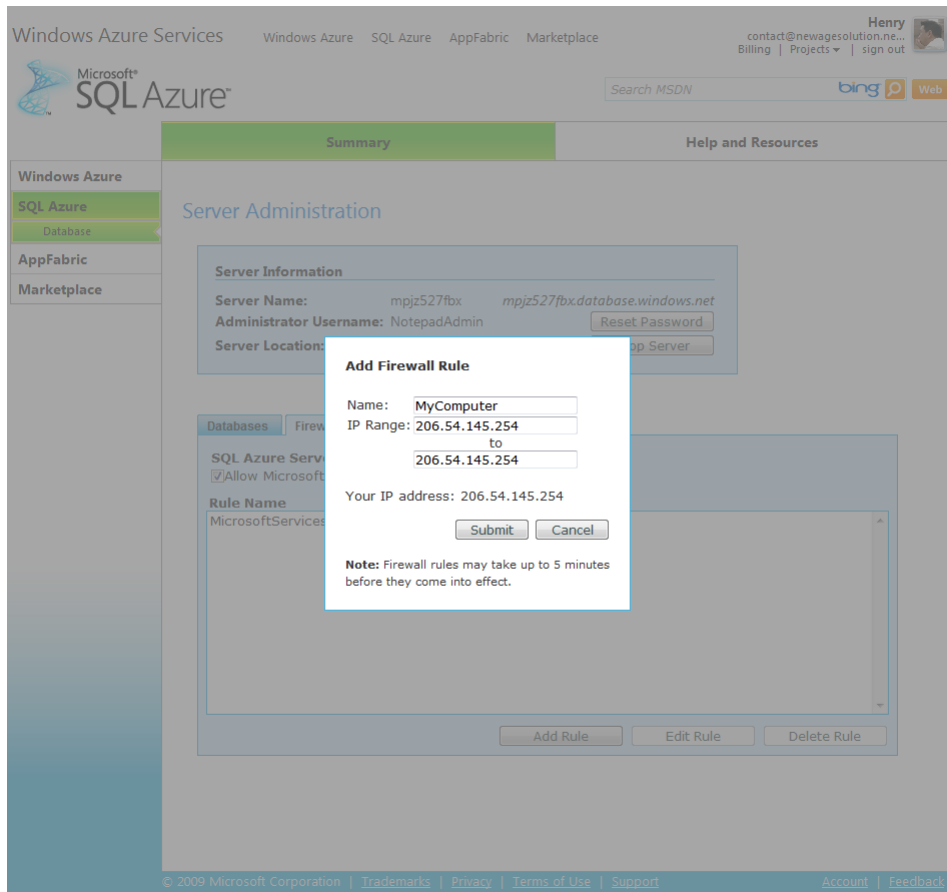 Windows Azure Services Windows Azure SQL Azure AppFabric Marketplace
Henry
contact@newagesolution.ne...
Billing | Projects | sign out
Microsoft®
SQL Azure™
Search MSDN bing Web
Summary Help and Resources
Windows Azure
SQL Azure
Database
AppFabric
Marketplace
Server Administration
Server Information
Server Name: mpjz527fbx mpjz527fbx.database.windows.net
Administrator Username: NotepadAdmin Reset Password
Server Location: op Server
Add Firewall Rule
Name: MyComputer
IP Range: 206.54.145.254
to
206.54.145.254
Your IP address: 206.54.145.254
Submit Cancel
Note: Firewall rules may take up to 5 minutes
before they come into effect.
Databases Firew
SQL Azure Serv
Allow Microsoft
Rule Name
MicrosoftServices
Add Rule Edit Rule Delete Rule
© 2009 Microsoft Corporation | Trademarks | Privacy | Terms of Use | Support Account | Feedback